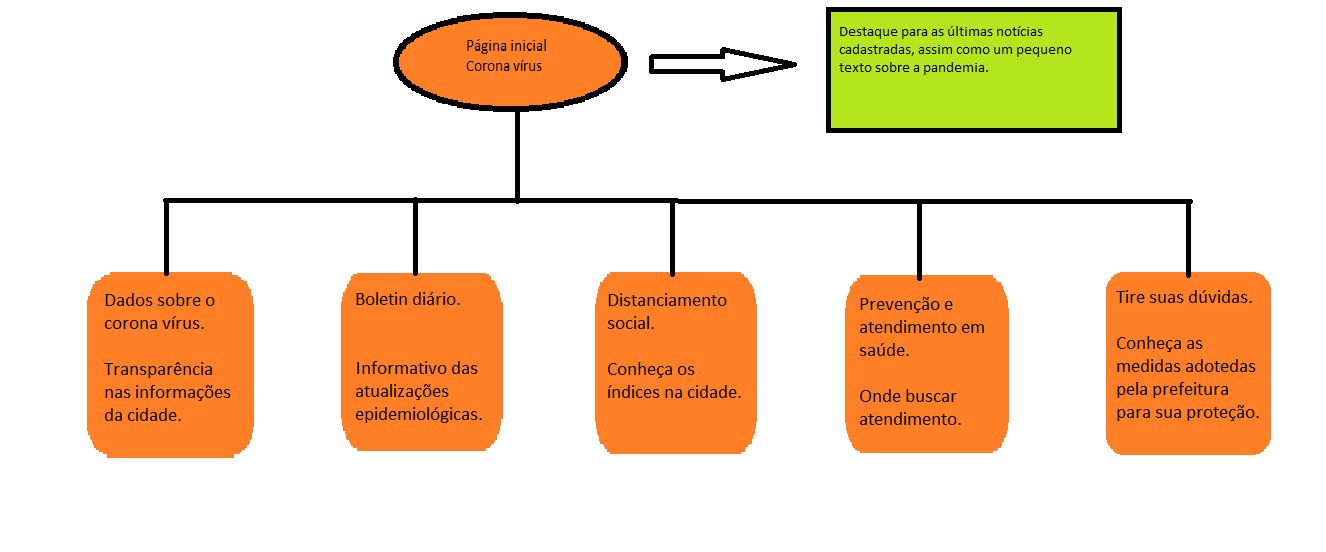 Página inicial
Corona vírus
Destaque para as últimas notícias
cadastradas, assim como um pequeno
texto sobre a pandemia.
Dados sobre o
corona vírus.
Transparência
nas informações
da cidade.
Boletin diário.
Informativo das
atualizações
epidemiológicas.
Distanciamento
social.
Conheça os
índices na cidade.
Prevenção e
atendimento em
saúde.
Onde buscar
atendimento.
Tire suas dúvidas.
Conheça as
medidas adotedas
pela prefeitura
para sua proteção.